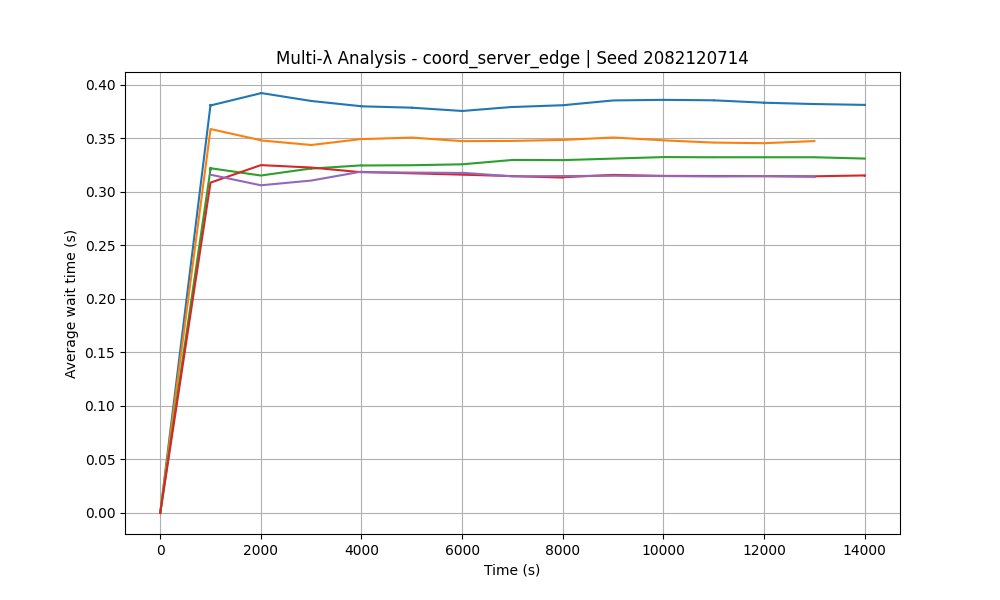 Multi-λ Analysis - coord_server_edge | Seed 2082120714
Average wait time (s)
0.40
0.35
0.30
0.25
0.20
0.15
0.10
0.05
0.00
0 2000 4000 6000 8000 10000 12000 14000
Time (s)